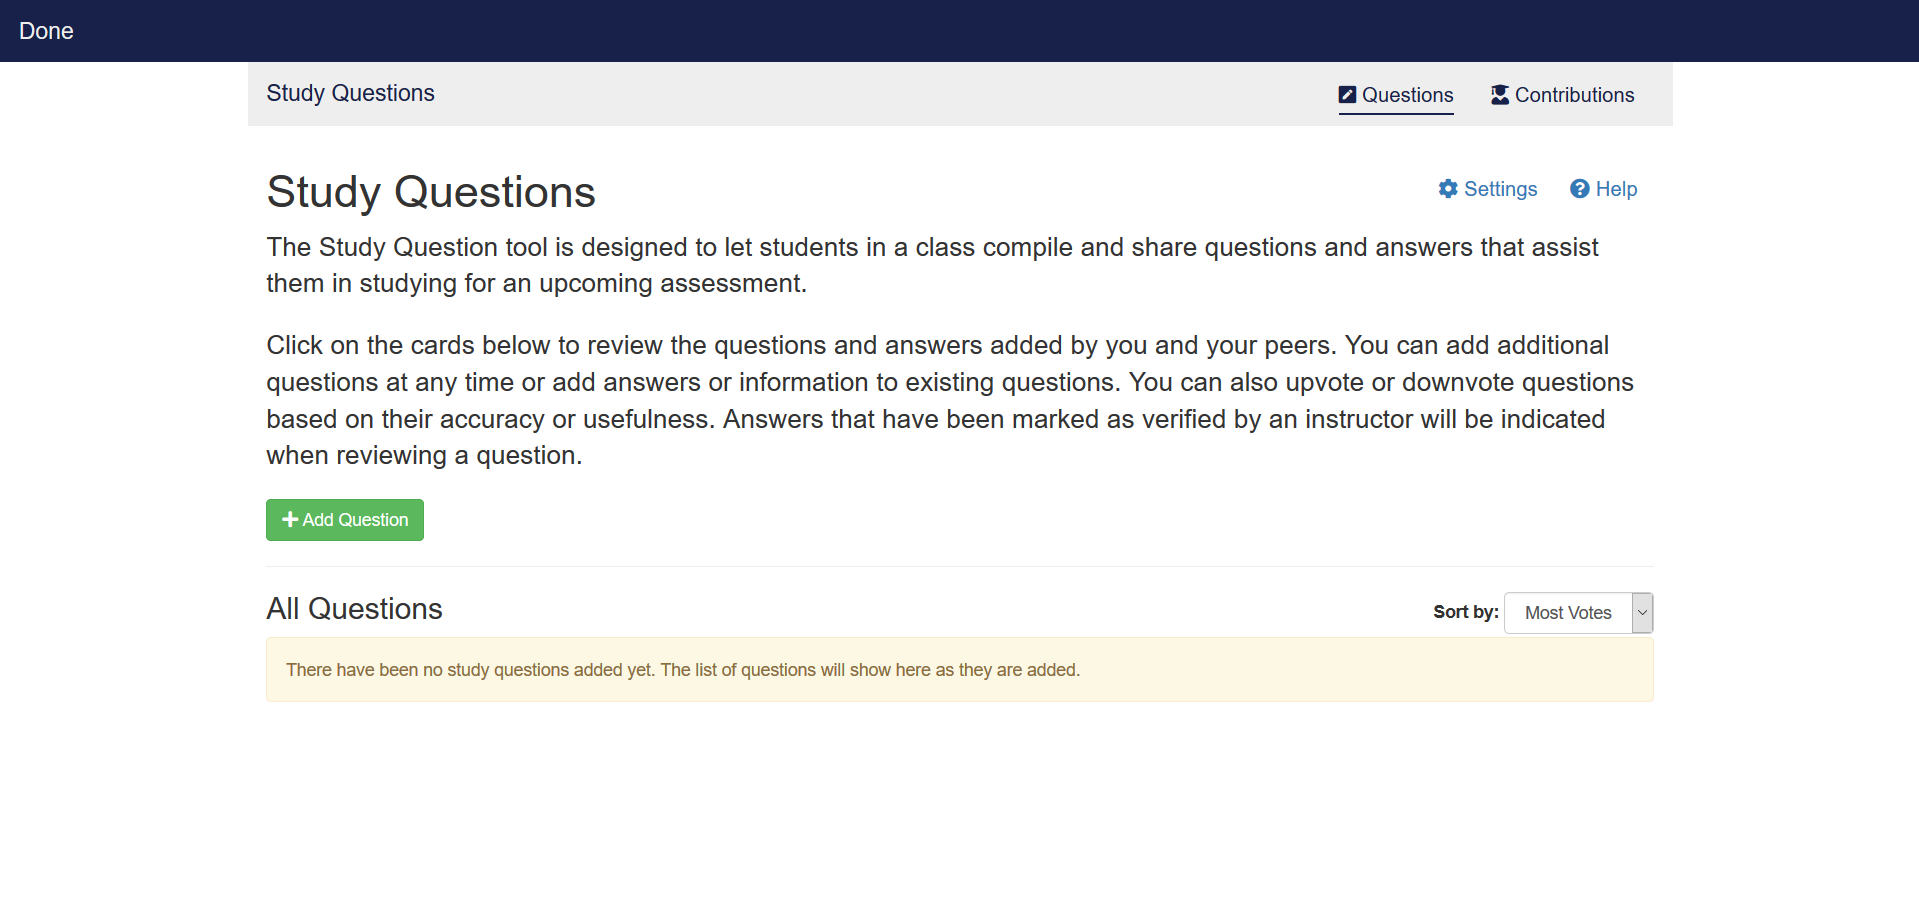 Done
Study Questions
Questions
Contributions
Study Questions
Settings
Help
The Study Question tool is designed to let students in a class compile and share questions and answers that assist
them in studying for an upcoming assessment.
Click on the cards below to review the questions and answers added by you and your peers. You can add additional
questions at any time or add answers or information to existing questions. You can also upvote or downvote questions
based on their accuracy or usefulness. Answers that have been marked as verified by an instructor will be indicated
when reviewing a question.
Add Question
All Questions
Sort by:
Most Votes
There have been no study questions added yet. The list of questions will show here as they are added.